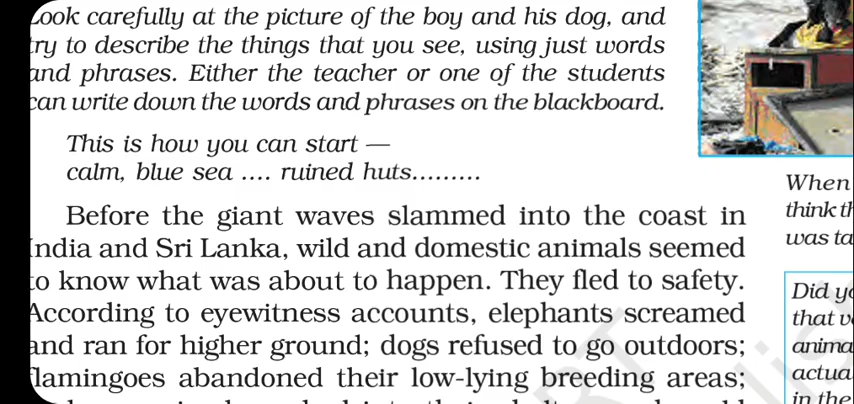 Look carefully at the picture of the boy and his dog, and
try to describe the things that you see, using just words
and phrases. Either the teacher or one of the students
can write down the words and phrases on the blackboard.
This is how you can start —
calm, blue sea .... ruined huts.........
Before the giant waves slammed into the coast in
India and Sri Lanka, wild and domestic animals seemed
to know what was about to happen. They fled to safety.
According to eyewitness accounts, elephants screamed
and ran for higher ground; dogs refused to go outdoors;
flamingoes abandoned their low-lying breeding areas;
When
think th
was ta
Did yo
that v
anima
actua
in the